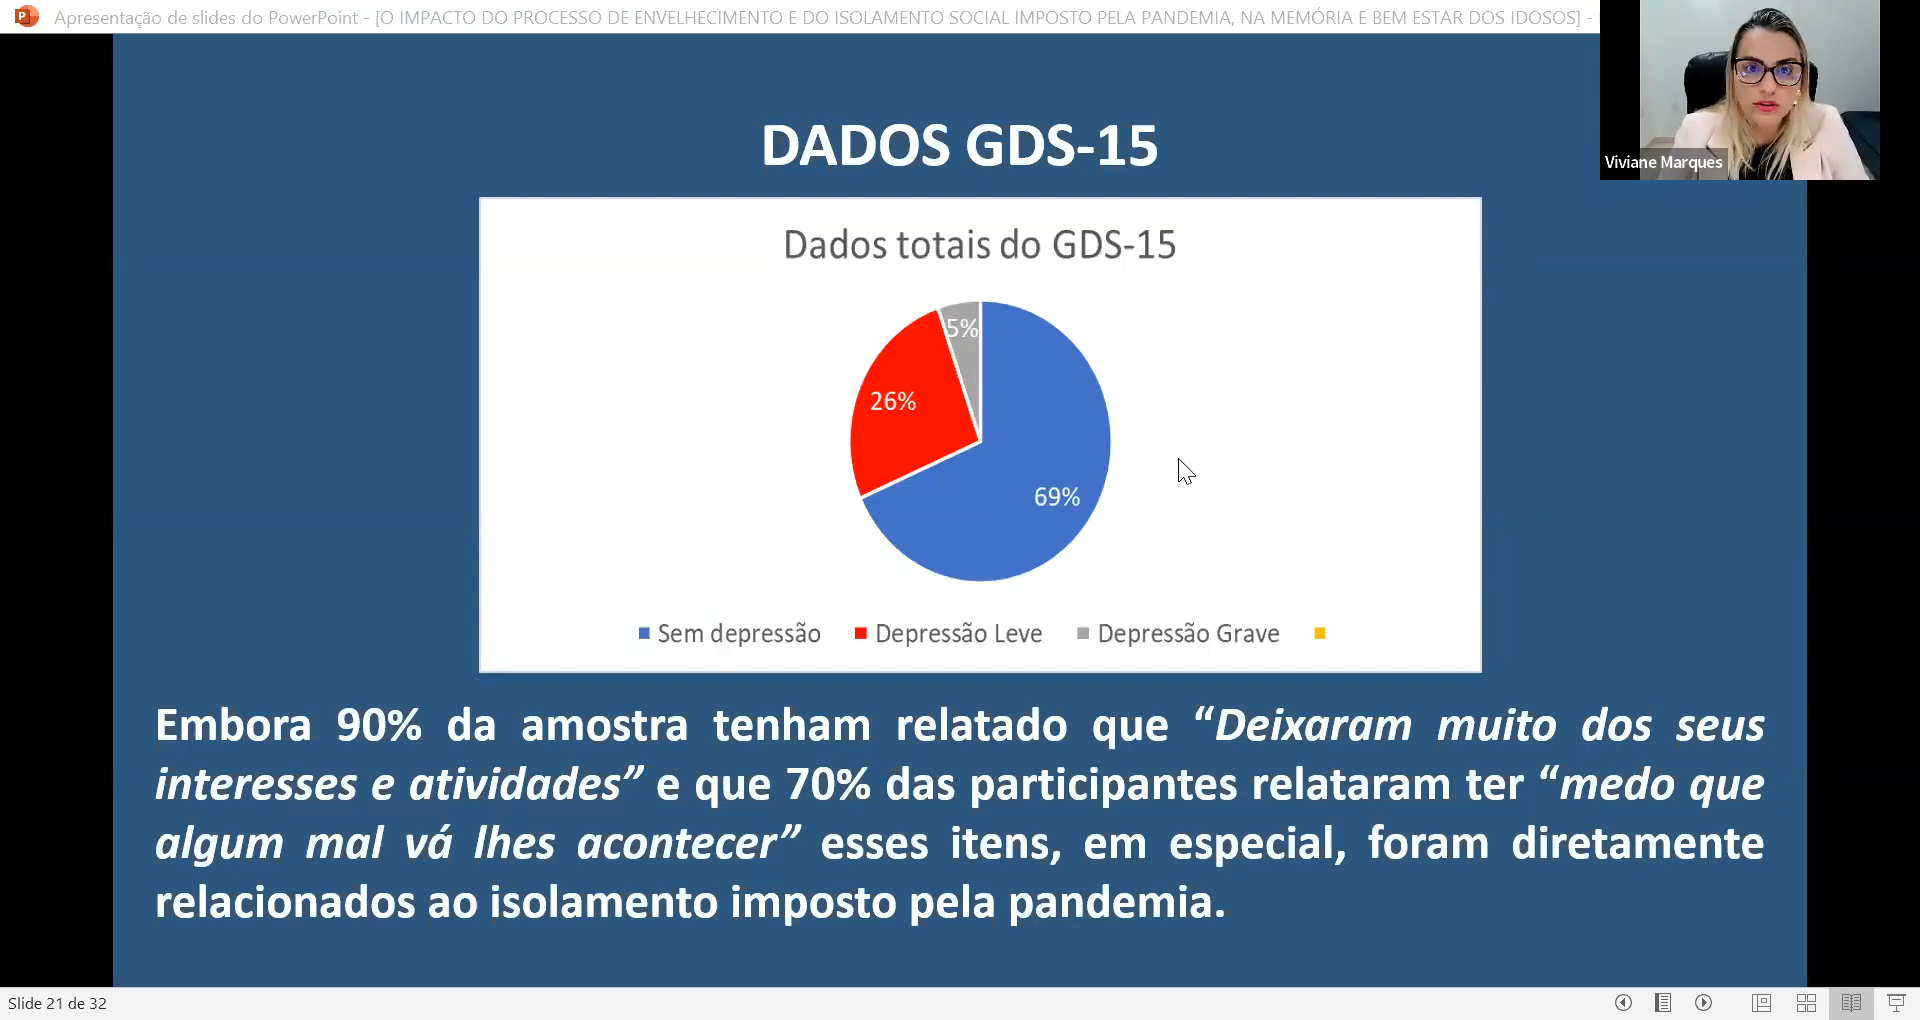 Apresentação de slides do PowerPoint - [O IMPACTO DO PROCESSO DE ENVELHECIMENTO E DO ISOLAMENTO SOCIAL IMPOSTO PELA PANDEMIA, NA MEMÓRIA E BEM ESTAR DOS IDOSOS] -
Viviane Marques
DADOS GDS-15
Dados totais do GDS-15
5%
26%
69%
Sem depressão Depressão Leve Depressão Grave
Embora 90% da amostra tenham relatado que “Deixaram muito dos seus
interesses e atividades” e que 70% das participantes relataram ter “medo que
algum mal vá lhes acontecer” esses itens, em especial, foram diretamente
relacionados ao isolamento imposto pela pandemia.
Slide 21 de 32